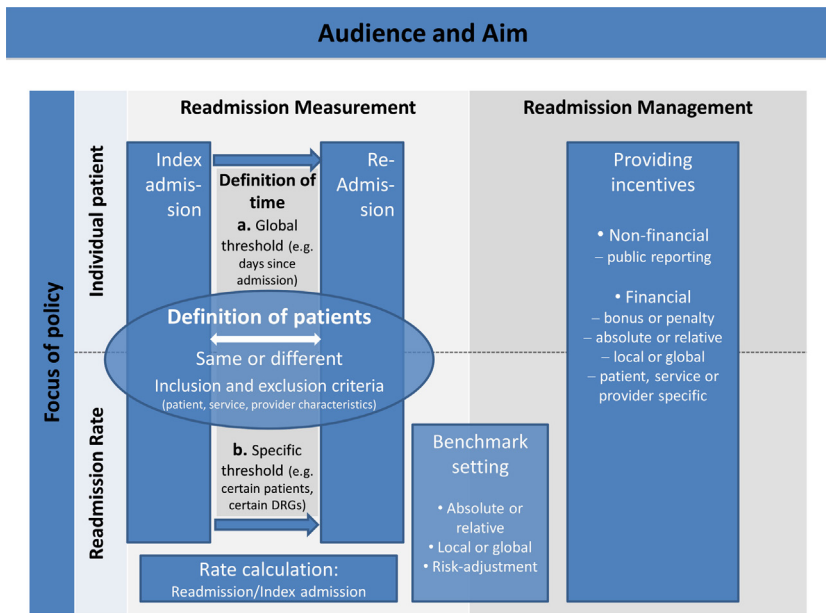 Audience and Aim
Focus of policy
Individual patient
Readmission Rate
Readmission Measurement
Index
admis-
sion
Definition of
time
a. Global
threshold (e.g.
days since
admission)
Re-
Admis-
sion
Definition of patients
Same or different
Inclusion and exclusion criteria
(patient, service, provider characteristics)
b. Specific
threshold (e.g.
certain patients,
certain DRGs)
Rate calculation:
Readmission/Index admission
Benchmark
setting
• Absolute or
relative
• Local or global
• Risk-adjustment
Readmission Management
Providing
incentives
• Non-financial
– public reporting
• Financial
– bonus or penalty
– absolute or relative
– local or global
– patient, service or
provider specific